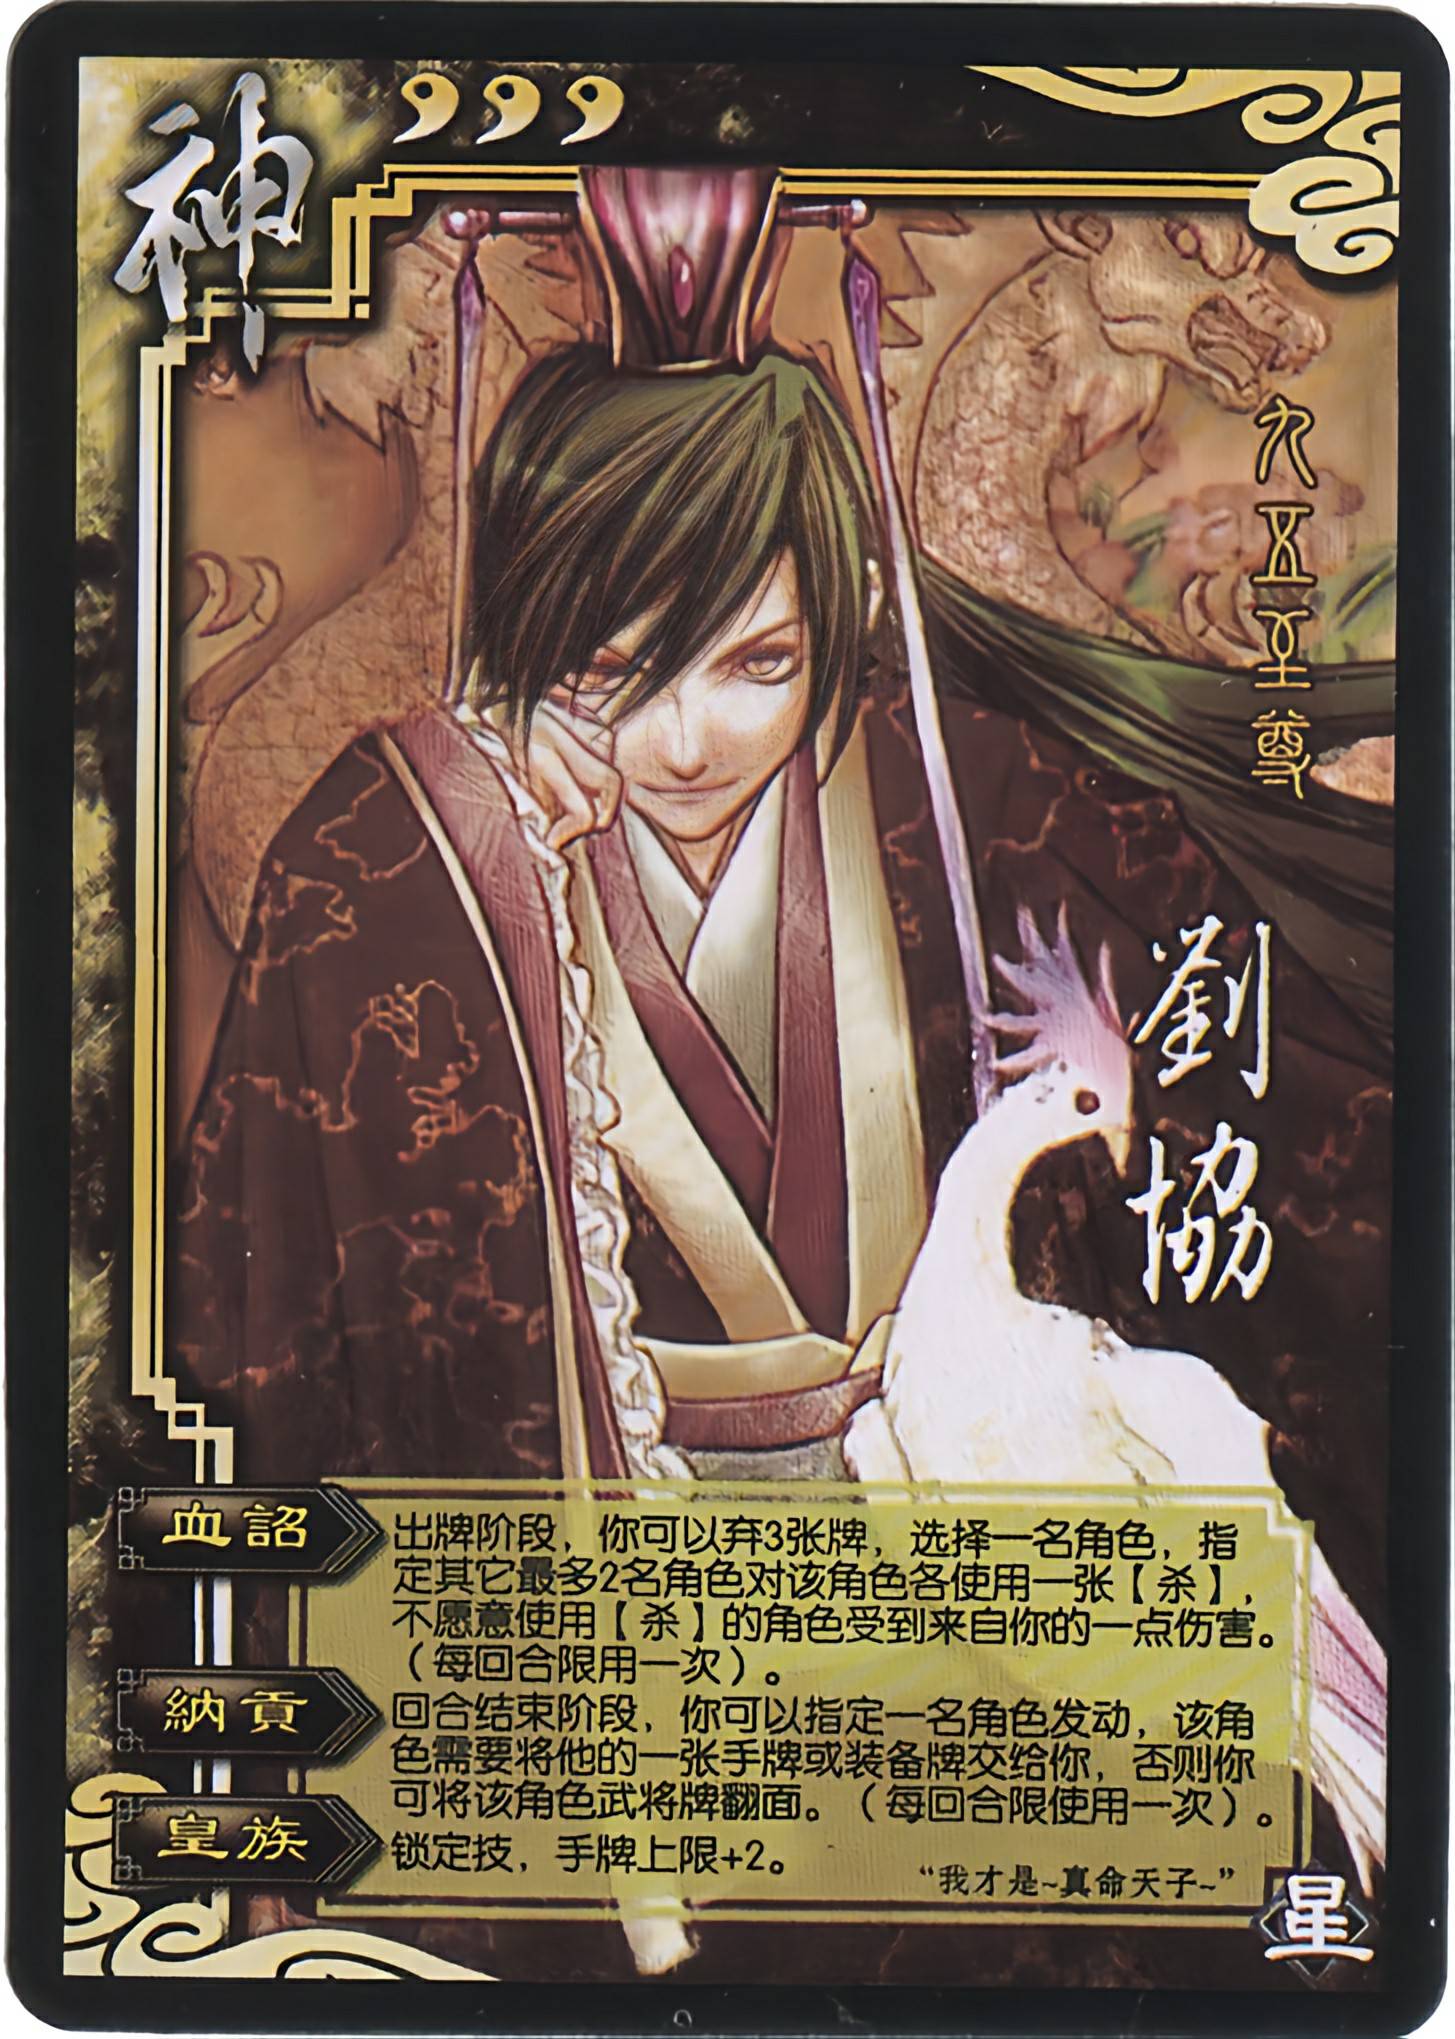 神
九五至尊
劉協
血詔
出牌阶段，你可以弃3张牌，选择一名角色，指
定其它最多2名角色对该角色各使用一张【杀】，
不愿意使用【杀】的角色受到来自你的一点伤害。
（每回合限用一次）。
納貢
回合结束阶段，你可以指定一名角色发动，该角
色需要将他的一张手牌或装备牌交给你，否则你
可将该角色武将牌翻面。（每回合限使用一次）。
皇族
锁定技，手牌上限+2。
“我才是~真命天子~”
星